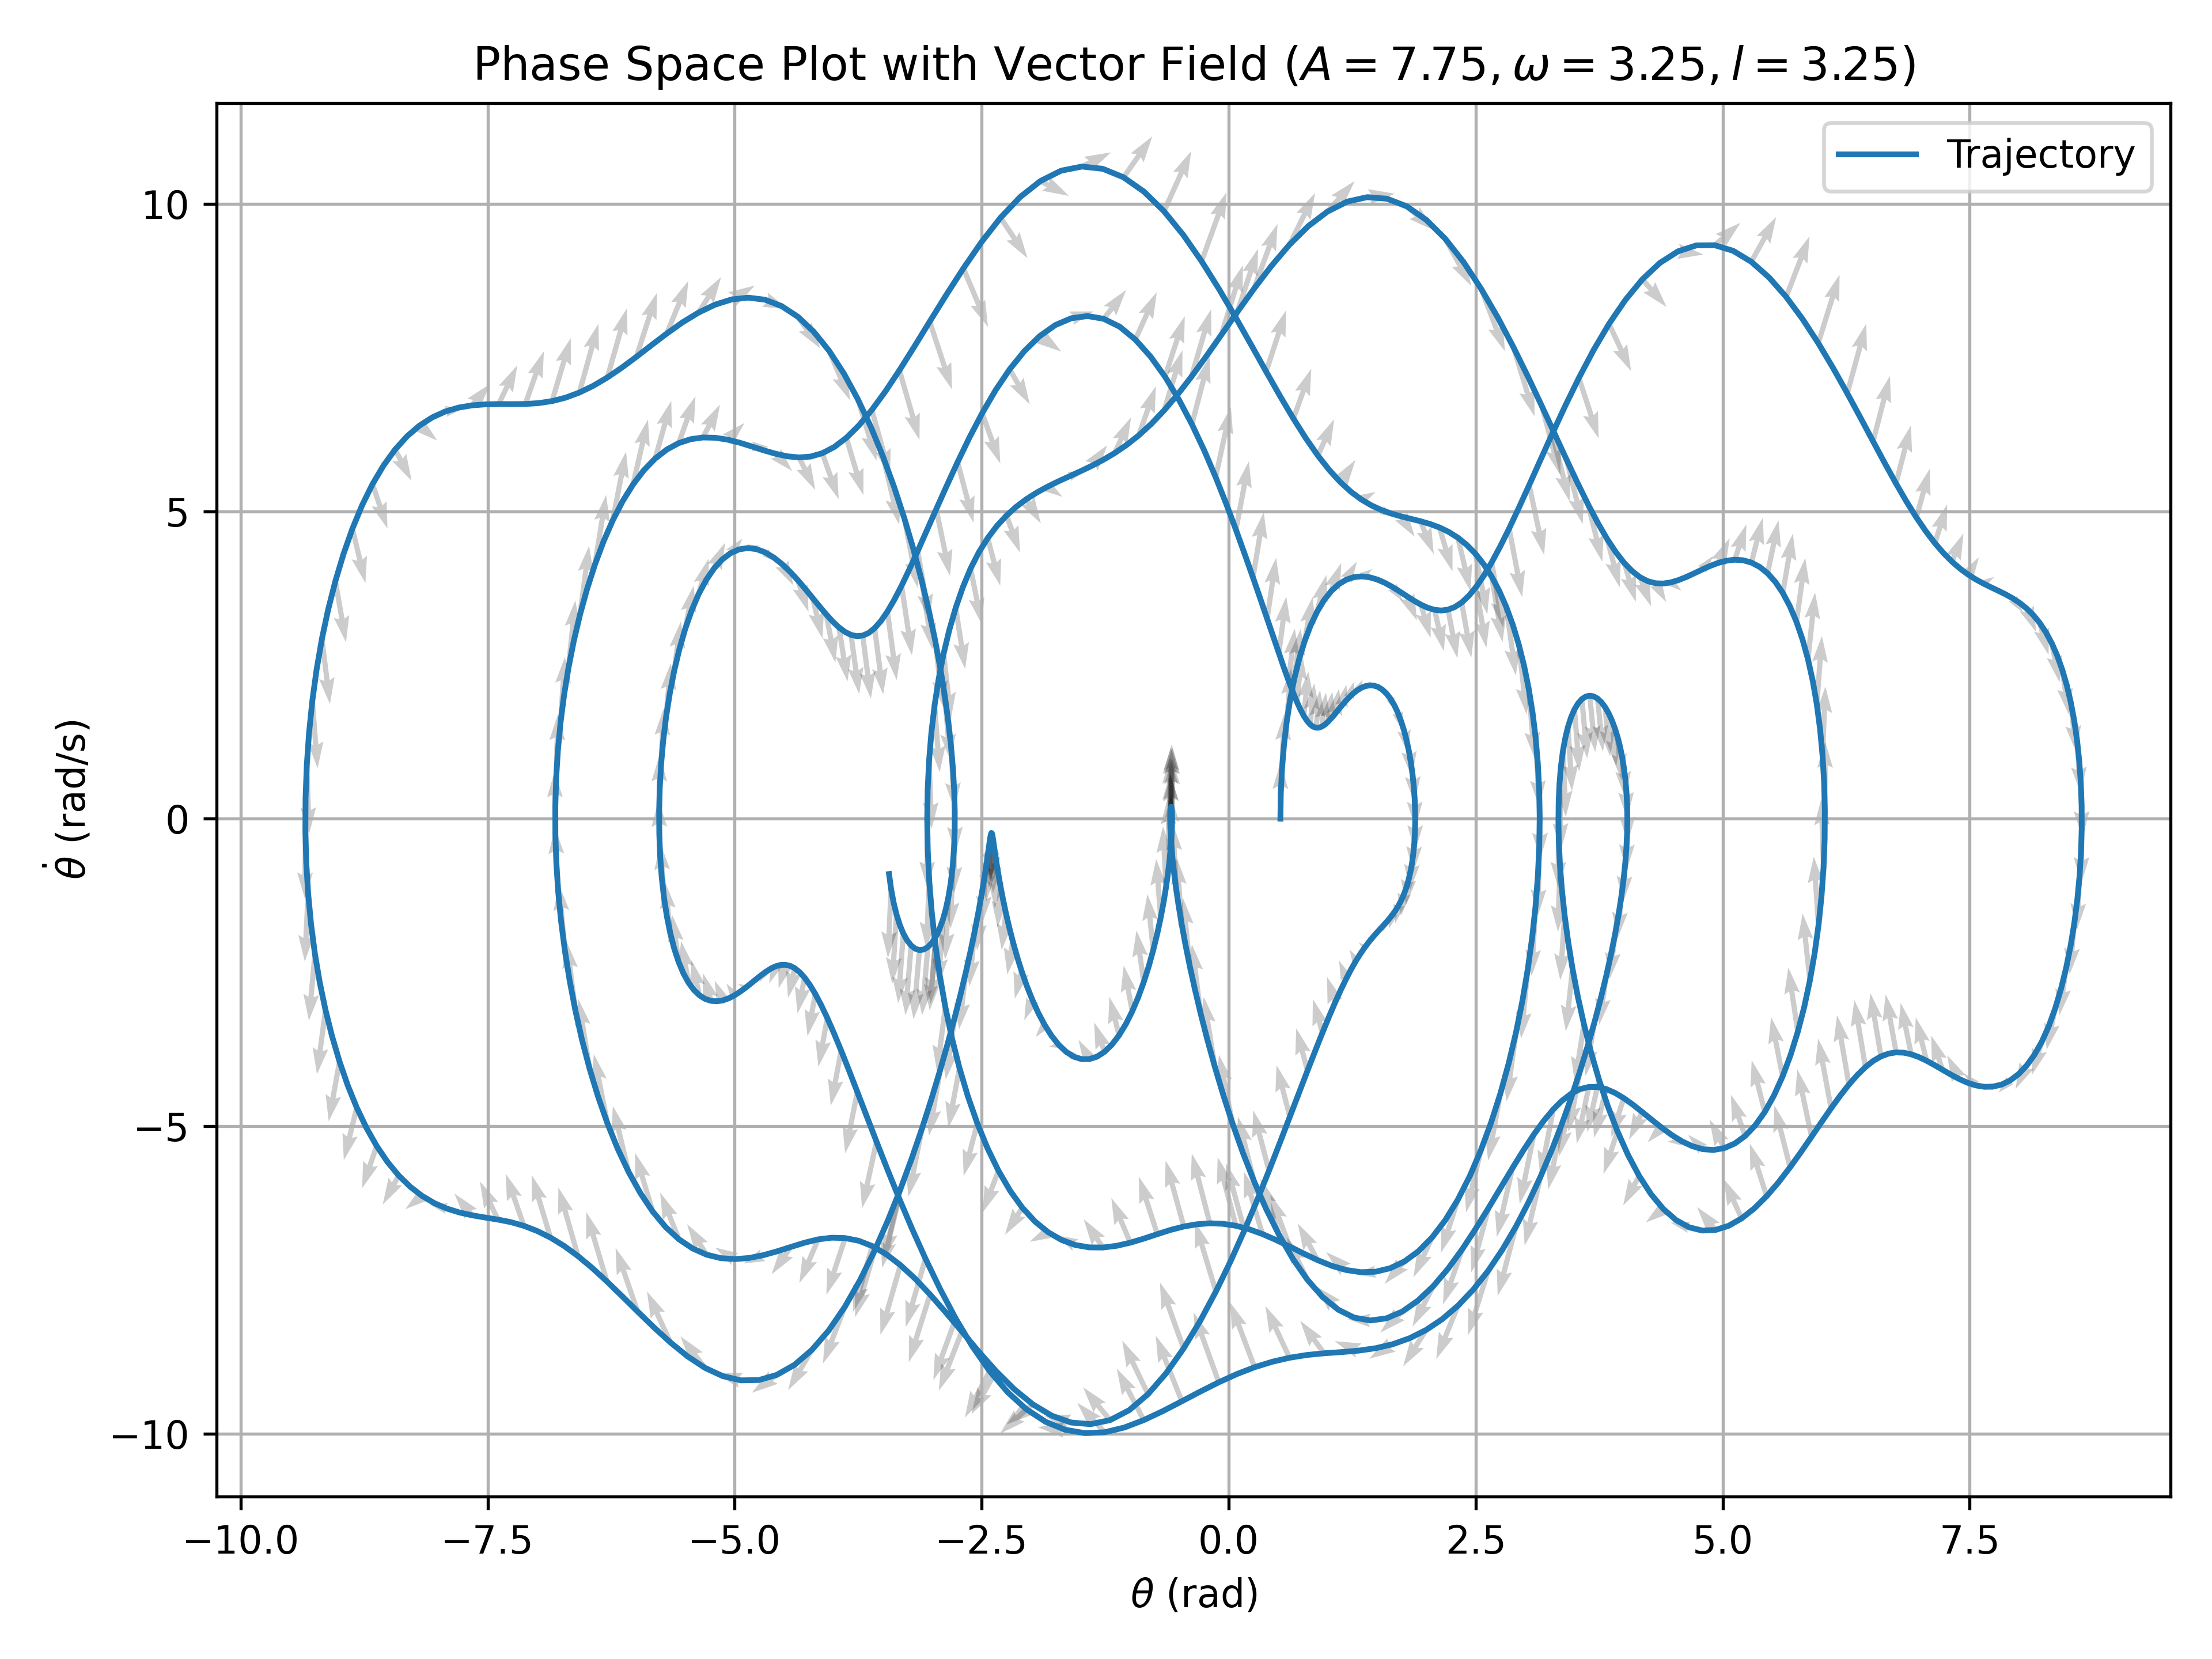 Phase Space Plot with Vector Field (A = 7.75, ω = 3.25, l = 3.25)
Trajectory
10
5
0
−5
−10
θ̇ (rad/s)
−10.0 −7.5 −5.0 −2.5 0.0 2.5 5.0 7.5
θ (rad)